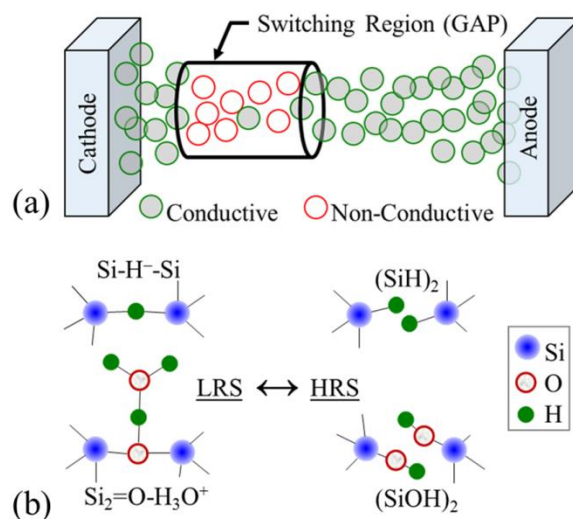 Switching Region (GAP)
Cathode
Anode
(a)
Conductive
Non-Conductive
Si-H⁻-Si
(SiH)₂
LRS ↔ HRS
Si
O
H
Si₂=O-H₃O⁺
(SiOH)₂
(b)